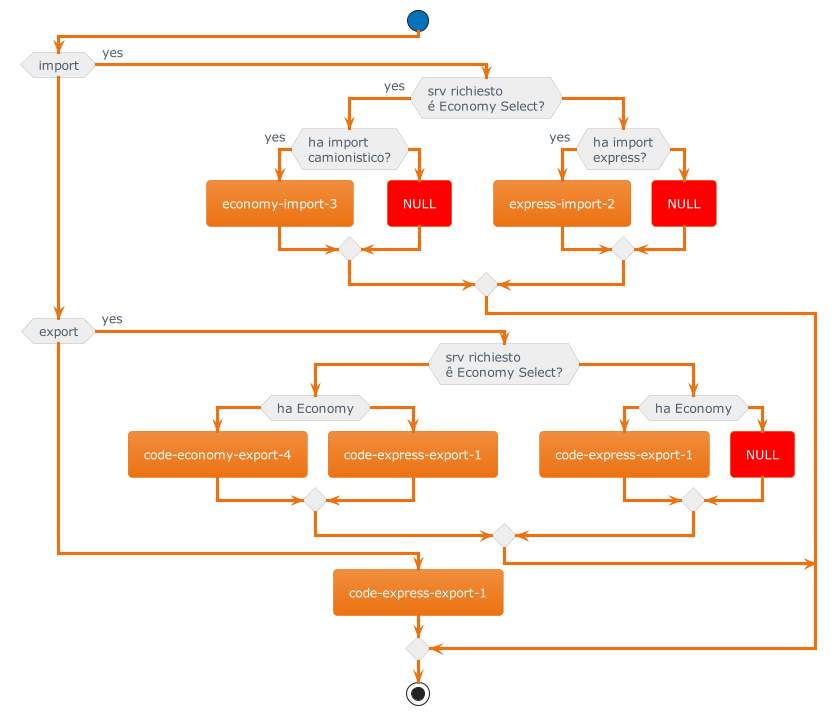 import
yes
srv richiesto
é Economy Select?
yes
ha import
camionistico?
yes
ha import
express?
yes
economy-import-3
NULL
express-import-2
NULL
export
yes
srv richiesto
ê Economy Select?
ha Economy
ha Economy
code-economy-export-4
code-express-export-1
code-express-export-1
NULL
code-express-export-1